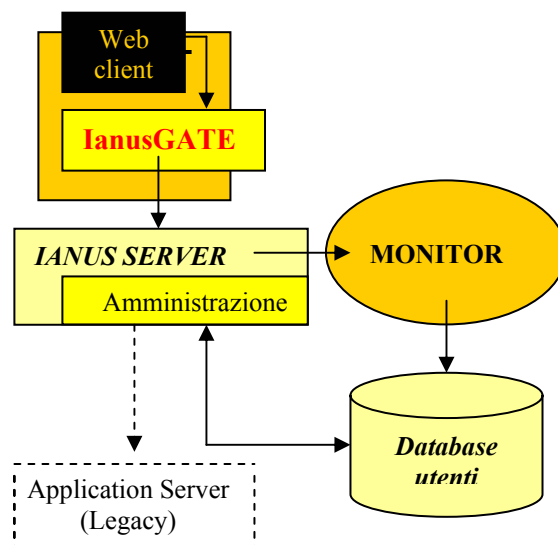 Web
client
IanusGATE
IANUS SERVER
MONITOR
Amministrazione
Database
utenti
Application Server
(Legacy)